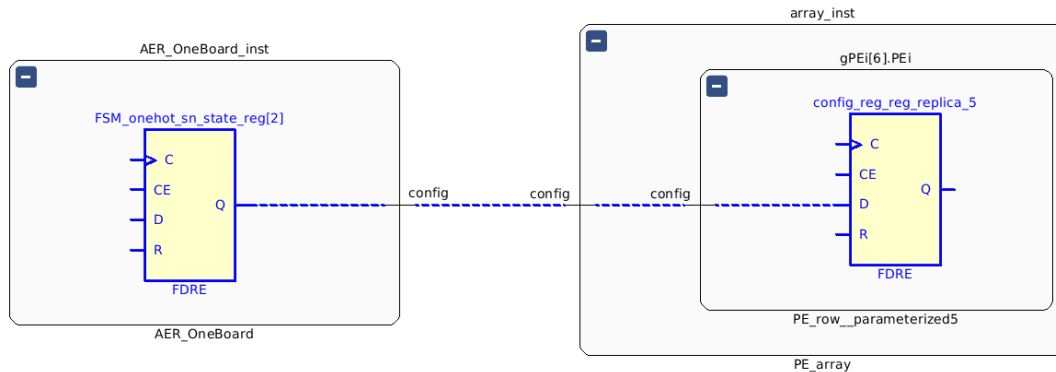 array_inst
AER_OneBoard_inst
gPEi[6].PEi
FSM_onehot_sn_state_reg[2]
config_reg_reg_replica_5
C
CE
D
R
Q
FDRE
config
config
config
C
CE
D
R
Q
FDRE
AER_OneBoard
PE_row__parameterized5
PE_array